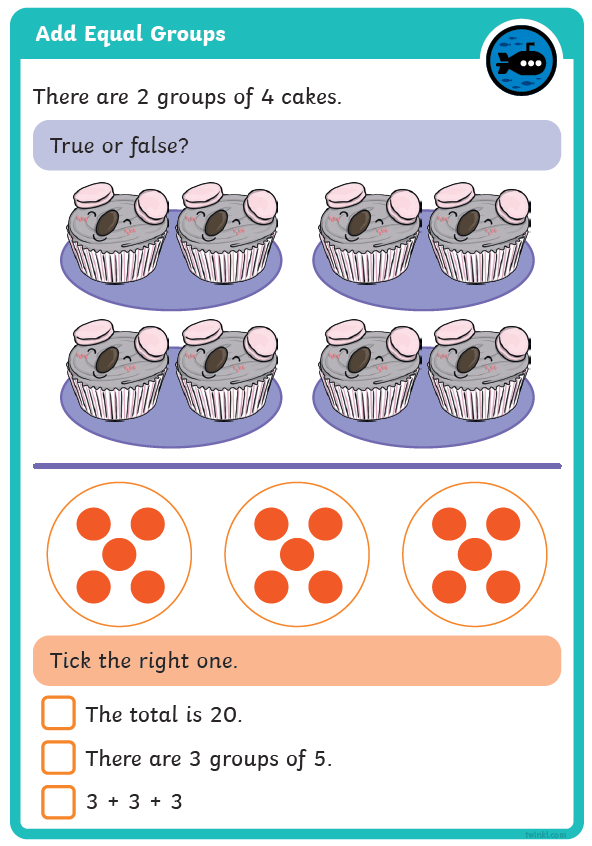 Add Equal Groups
There are 2 groups of 4 cakes.
True or false?
Tick the right one.
The total is 20.
There are 3 groups of 5.
3 + 3 + 3
twinkl.com